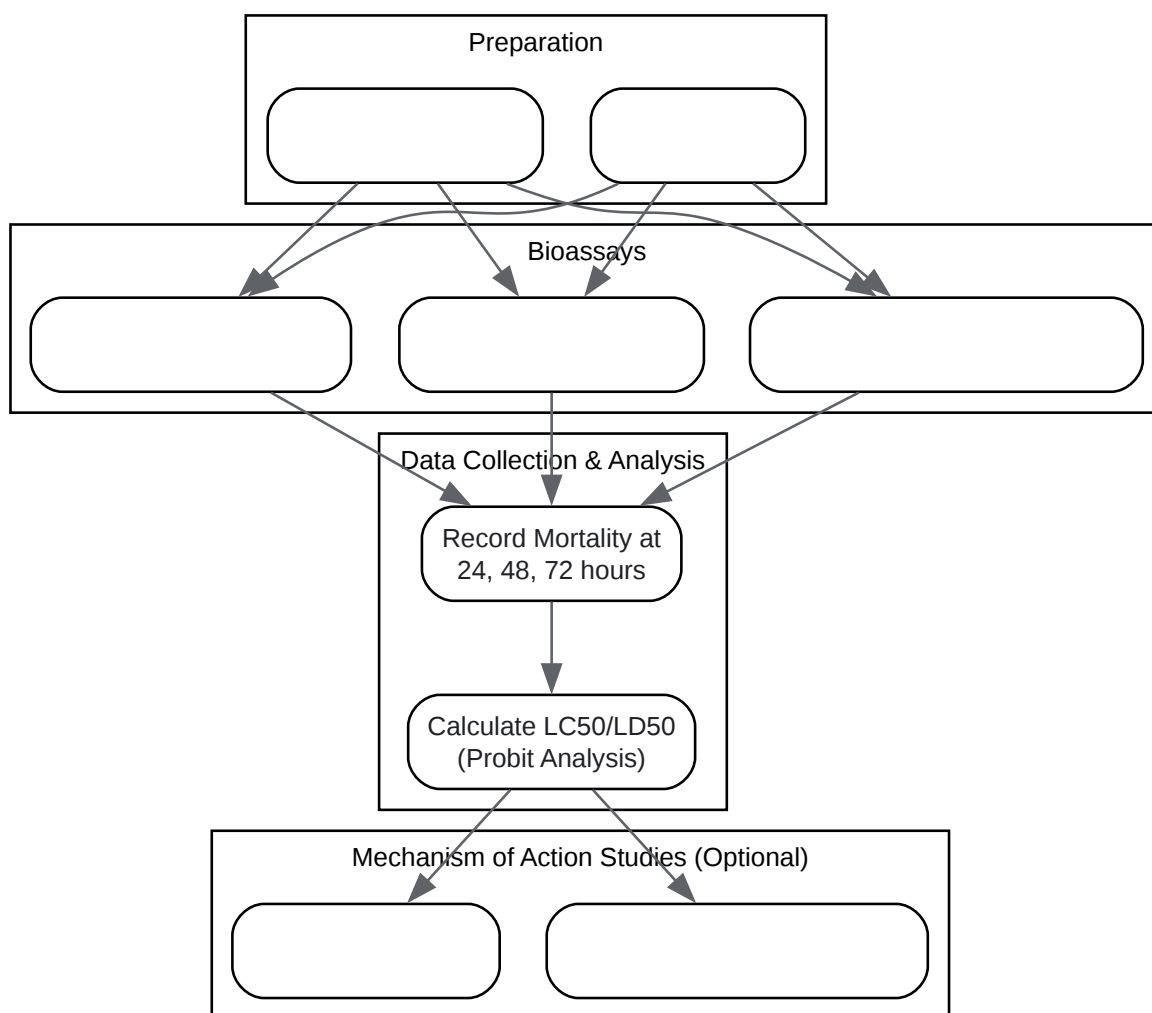 Preparation
Bioassays
Data Collection & Analysis
Record Mortality at
24, 48, 72 hours
Calculate LC50/LD50
(Probit Analysis)
Mechanism of Action Studies (Optional)